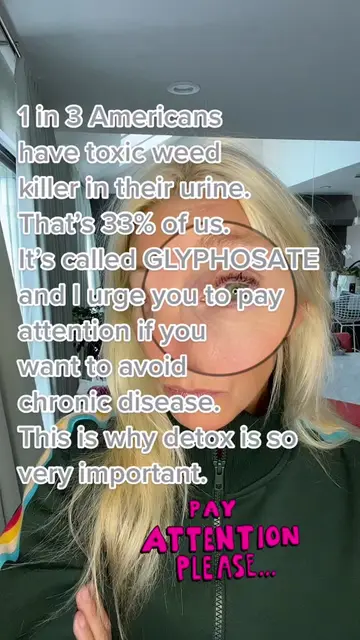 1 in 3 Americans
have toxic weed
killer in their urine.
That's 33% of us.
It's called GLYPHOSATE
and I urge you to pay
attention if you
want to avoid
chronic disease.
This is why detox is so
very important.
PAY
ATTENTION
PLEASE...